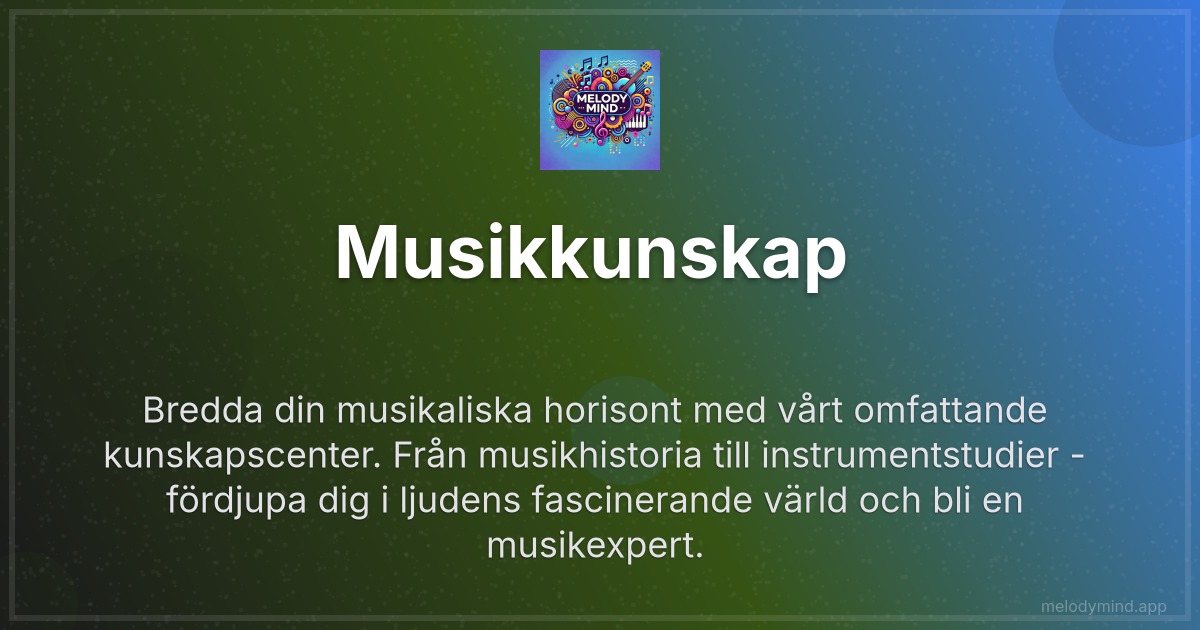 MELODY
MIND
Musikkunskap
Bredda din musikaliska horisont med vårt omfattande
kunskapscenter. Från musikhistoria till instrumentstudier -
fördjupa dig i ljudens fascinerande värld och bli en
musikexpert.
melodymind.app